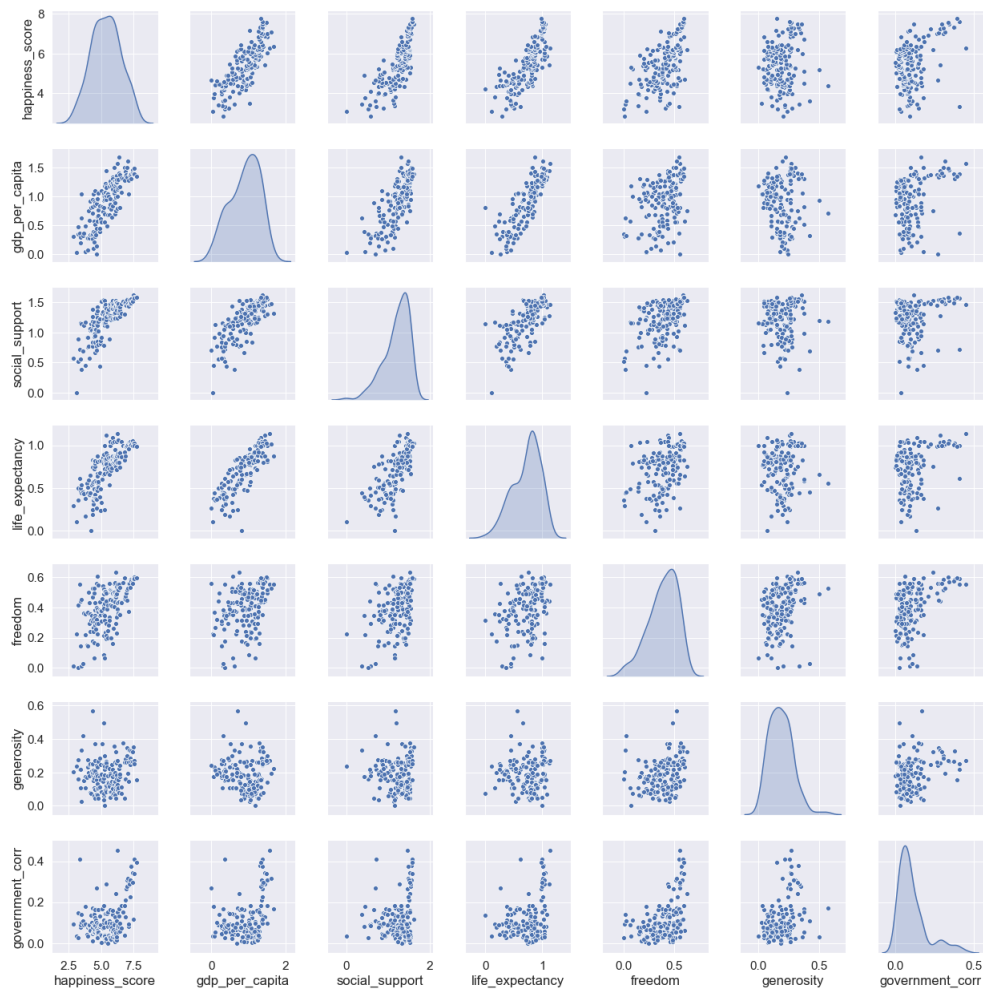 8
6
4
happiness_score
1.5
1.0
0.5
0.0
gdp_per_capita
1.5
1.0
0.5
0.0
social_support
1.0
0.5
0.0
life_expectancy
0.6
0.4
0.2
0.0
freedom
0.6
0.4
0.2
0.0
generosity
0.4
0.2
0.0
government_corr
2.5 5.0 7.5 0 2 0 2 0 1 0.0 0.5 0.0 0.5 0.0 0.5
happiness_score gdp_per_capita social_support life_expectancy freedom generosity government_corr